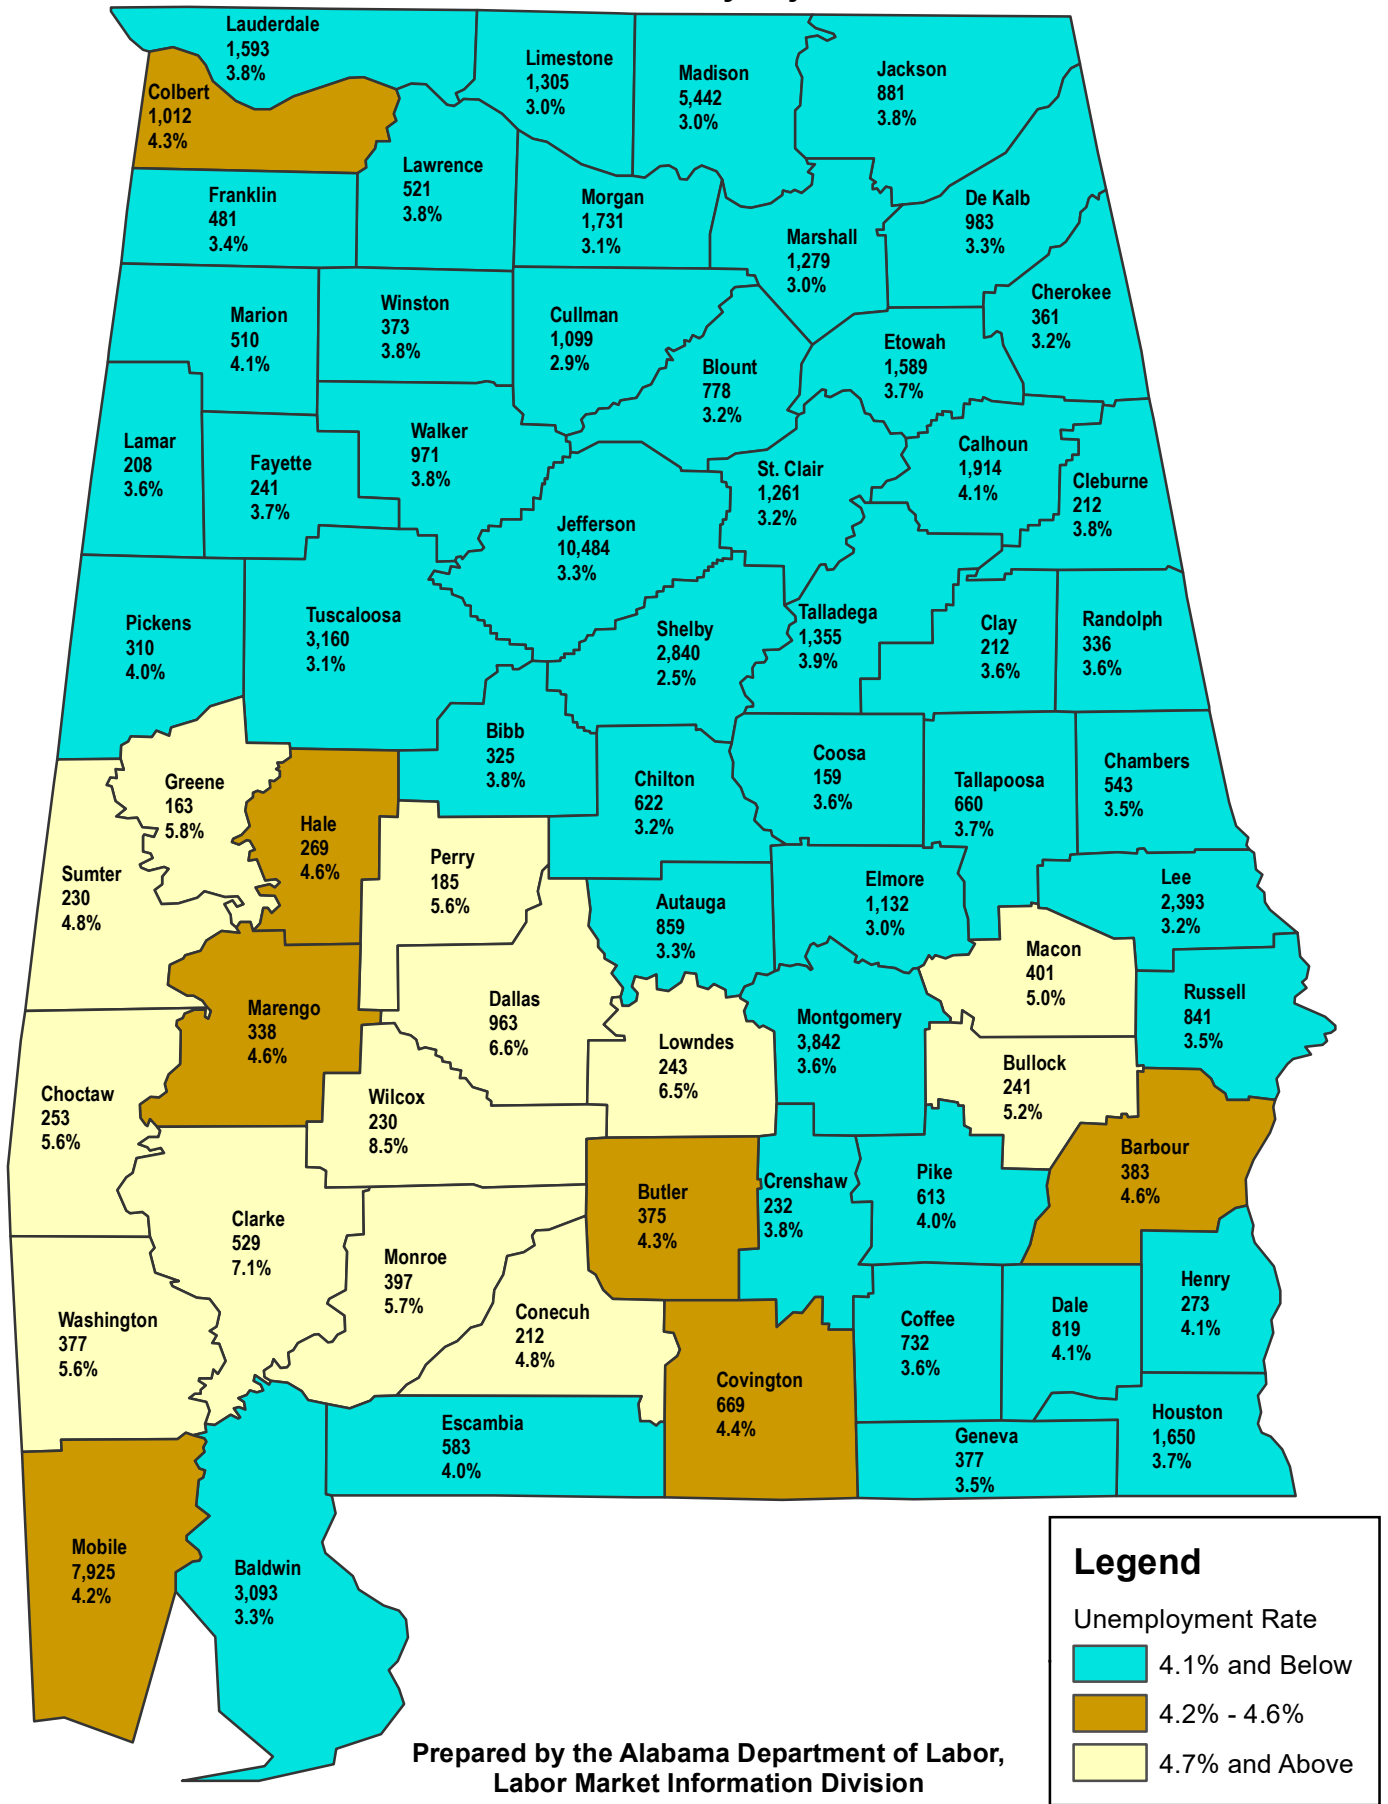 Lauderdale
1,593
3.8%
Limestone
1,305
3.0%
Madison
5,442
3.0%
Jackson
881
3.8%
Colbert
1,012
4.3%
Lawrence
521
3.8%
Franklin
481
3.4%
Morgan
1,731
3.1%
De Kalb
983
3.3%
Marshall
1,279
3.0%
Cherokee
361
3.2%
Marion
510
4.1%
Winston
373
3.8%
Cullman
1,099
2.9%
Etowah
1,589
3.7%
Blount
778
3.2%
Lamar
208
3.6%
Fayette
241
3.7%
Walker
971
3.8%
St. Clair
1,261
3.2%
Calhoun
1,914
4.1%
Cleburne
212
3.8%
Jefferson
10,484
3.3%
Pickens
310
4.0%
Tuscaloosa
3,160
3.1%
Shelby
2,840
2.5%
Talladega
1,355
3.9%
Clay
212
3.6%
Randolph
336
3.6%
Bibb
325
3.8%
Chilton
622
3.2%
Coosa
159
3.6%
Tallapoosa
660
3.7%
Chambers
543
3.5%
Greene
163
5.8%
Hale
269
4.6%
Sumter
230
4.8%
Perry
185
5.6%
Autauga
859
3.3%
Elmore
1,132
3.0%
Lee
2,393
3.2%
Macon
401
5.0%
Russell
841
3.5%
Marengo
338
4.6%
Dallas
963
6.6%
Lowndes
243
6.5%
Montgomery
3,842
3.6%
Bullock
241
5.2%
Choctaw
253
5.6%
Wilcox
230
8.5%
Barbour
383
4.6%
Butler
375
4.3%
Crenshaw
232
3.8%
Pike
613
4.0%
Clarke
529
7.1%
Monroe
397
5.7%
Henry
273
4.1%
Washington
377
5.6%
Conecuh
212
4.8%
Coffee
732
3.6%
Dale
819
4.1%
Covington
669
4.4%
Escambia
583
4.0%
Geneva
377
3.5%
Houston
1,650
3.7%
Mobile
7,925
4.2%
Baldwin
3,093
3.3%
Legend
Unemployment Rate
4.1% and Below
4.2% - 4.6%
4.7% and Above
Prepared by the Alabama Department of Labor,
Labor Market Information Division